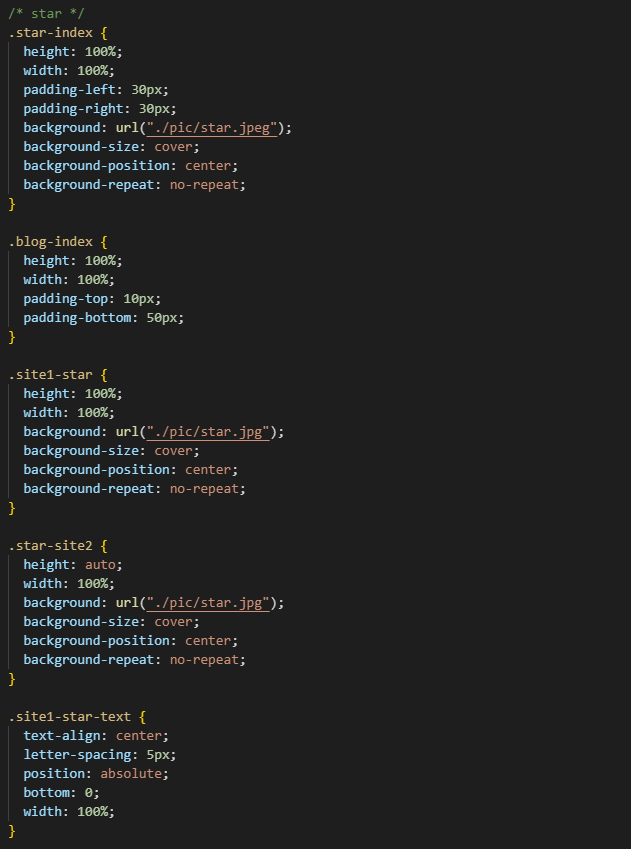 /* star */
.star-index {
  height: 100%;
  width: 100%;
  padding-left: 30px;
  padding-right: 30px;
  background: url("./pic/star.jpeg");
  background-size: cover;
  background-position: center;
  background-repeat: no-repeat;
}

.blog-index {
  height: 100%;
  width: 100%;
  padding-top: 10px;
  padding-bottom: 50px;
}

.site1-star {
  height: 100%;
  width: 100%;
  background: url("./pic/star.jpg");
  background-size: cover;
  background-position: center;
  background-repeat: no-repeat;
}

.star-site2 {
  height: auto;
  width: 100%;
  background: url("./pic/star.jpg");
  background-size: cover;
  background-position: center;
  background-repeat: no-repeat;
}

.site1-star-text {
  text-align: center;
  letter-spacing: 5px;
  position: absolute;
  bottom: 0;
  width: 100%;
}